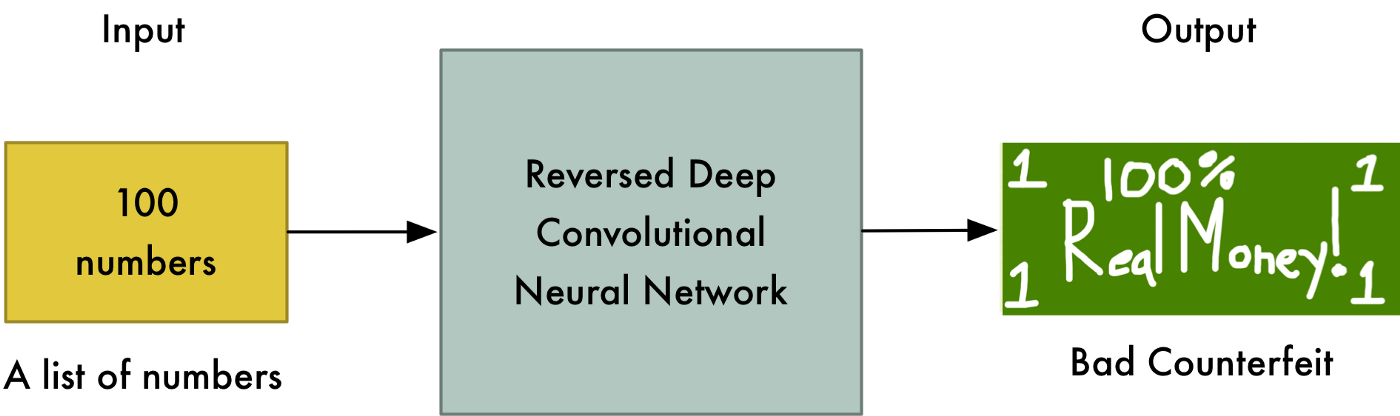 Input
Output
100
numbers
A list of numbers
Reversed Deep
Convolutional
Neural Network
1 100% 1
Real Money!
1 1
Bad Counterfeit